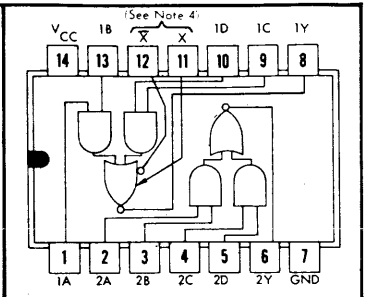 (See Note 4)
VCC 1B X̅ X 1D 1C 1Y
14 13 12 11 10 9 8
1 2 3 4 5 6 7
1A 2A 2B 2C 2D 2Y GND